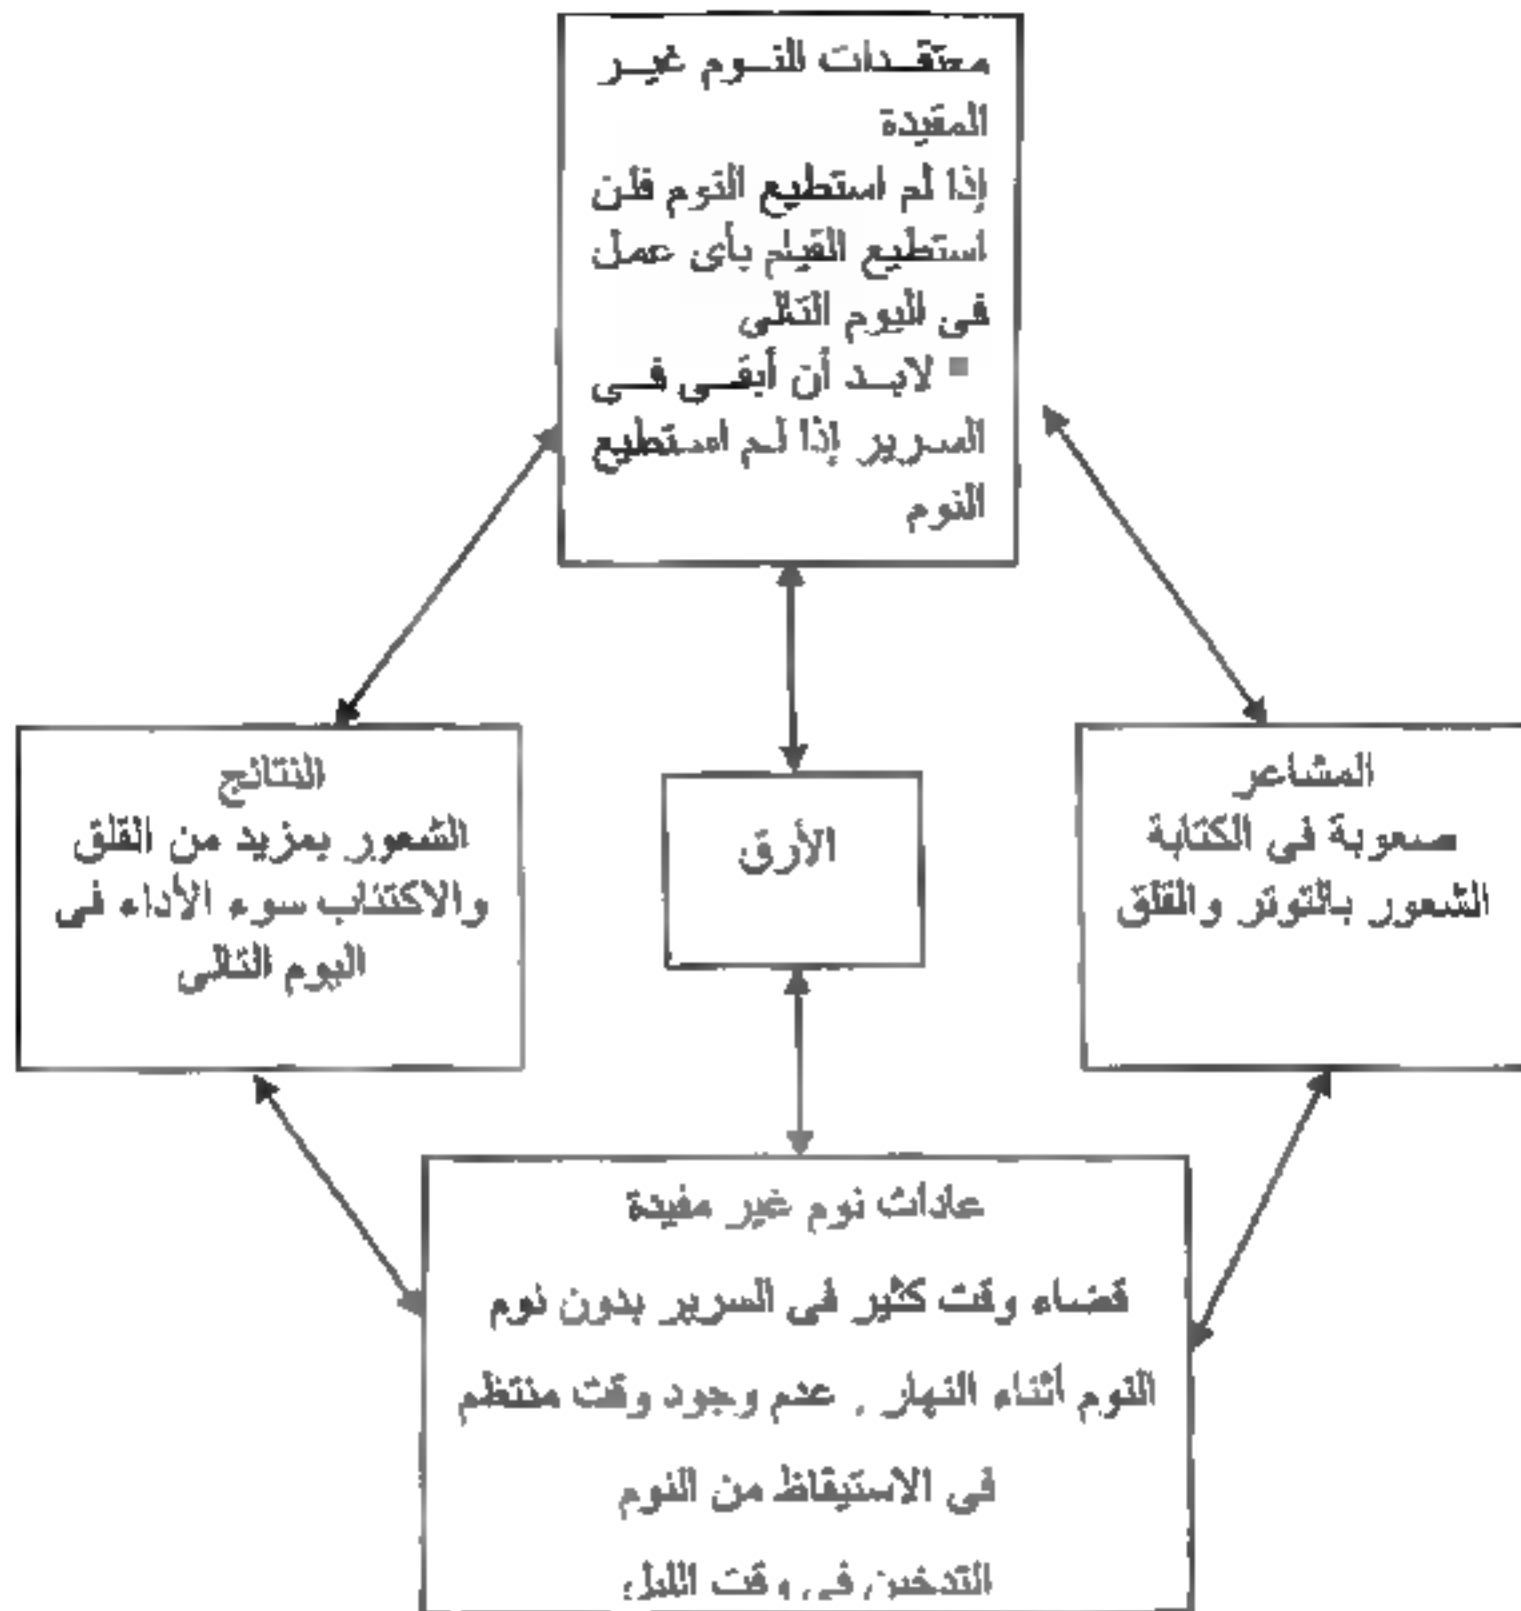 معتقدات النوم غير
المفيدة
إذا لم استطيع النوم فلن
استطيع القيام بأى عمل
فى اليوم التالى
▪ لابد أن أبقى فى
السرير إذا لم استطيع
النوم
المشاعر
صعوبة فى الكتابة
الشعور بالتوتر والقلق
الأرق
النتائج
الشعور بمزيد من القلق
والاكتئاب سوء الأداء فى
اليوم التالى
عادات نوم غير مفيدة
قضاء وقت كثير فى السرير بدون نوم
النوم أثناء النهار , عدم وجود وقت منتظم
فى الاستيقاظ من النوم
التدخين فى وقت الليل